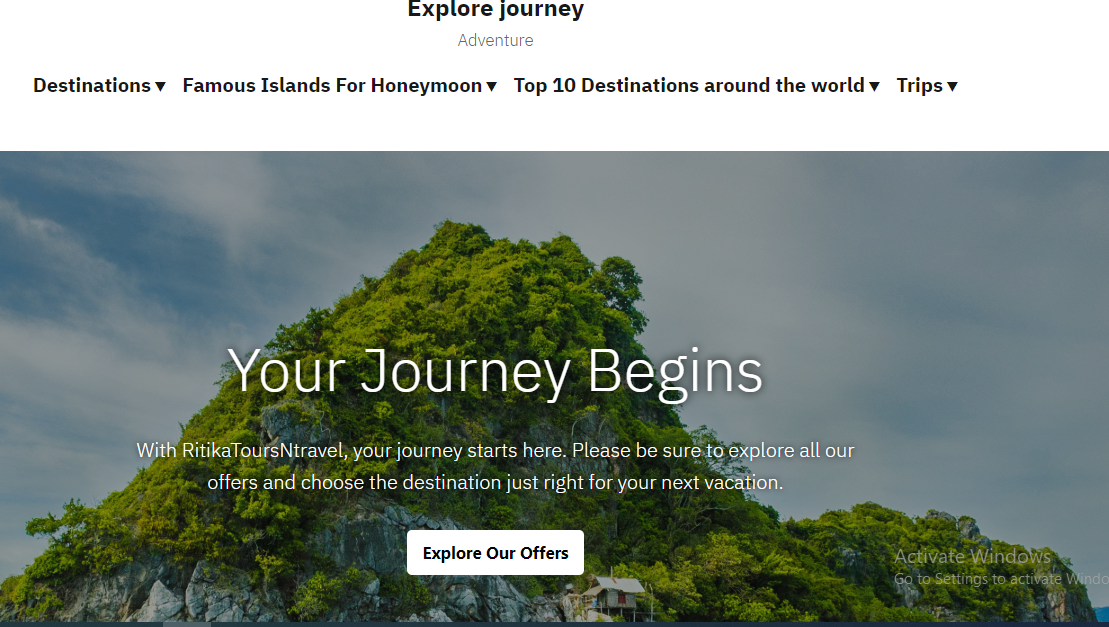 Explore journey
Adventure
Destinations ▾ Famous Islands For Honeymoon ▾ Top 10 Destinations around the world ▾ Trips ▾
Your Journey Begins
With RitikaToursNtravel, your journey starts here. Please be sure to explore all our
offers and choose the destination just right for your next vacation.
Explore Our Offers
Activate Windows
Go to Settings to activate Windo